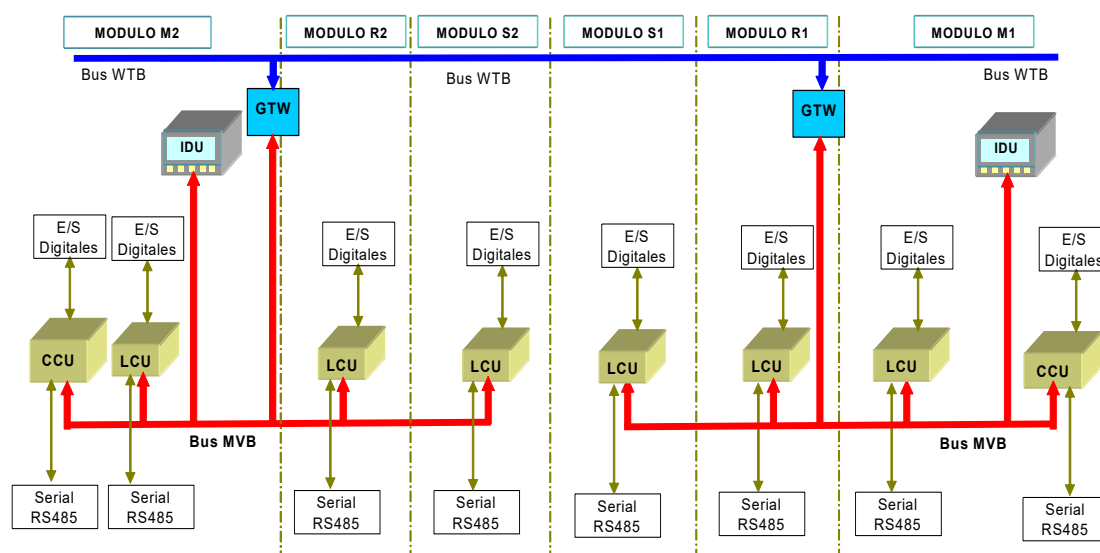 MODULO M2
MODULO R2
MODULO S2
MODULO S1
MODULO R1
MODULO M1
Bus WTB
Bus WTB
Bus WTB
GTW
GTW
IDU
IDU
E/S
Digitales
E/S
Digitales
E/S
Digitales
E/S
Digitales
E/S
Digitales
E/S
Digitales
E/S
Digitales
E/S
Digitales
CCU
LCU
LCU
LCU
LCU
LCU
LCU
CCU
Bus MVB
Bus MVB
Serial
RS485
Serial
RS485
Serial
RS485
Serial
RS485
Serial
RS485
Serial
RS485
Serial
RS485
Serial
RS485